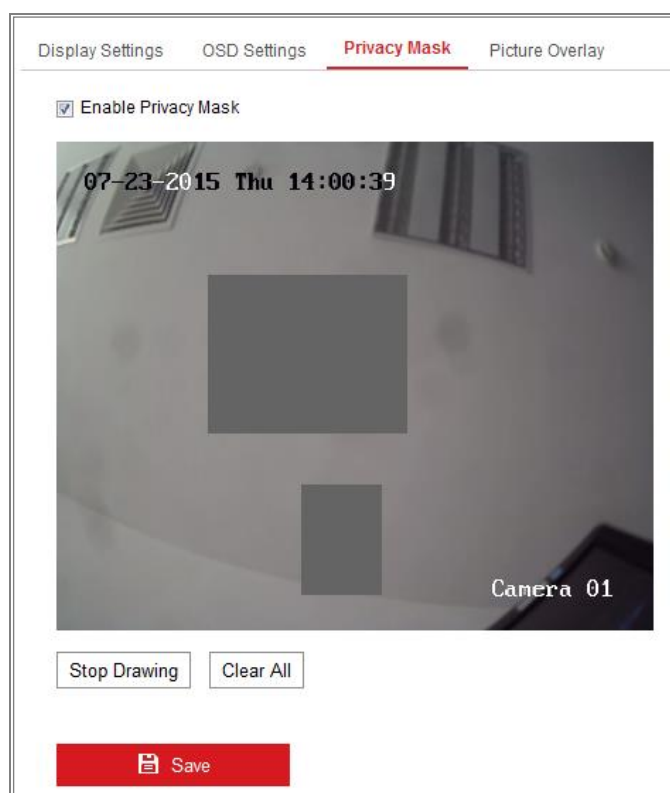 Display Settings OSD Settings Privacy Mask Picture Overlay
Enable Privacy Mask
07-23-2015 Thu 14:00:39
Camera 01
Stop Drawing Clear All
Save